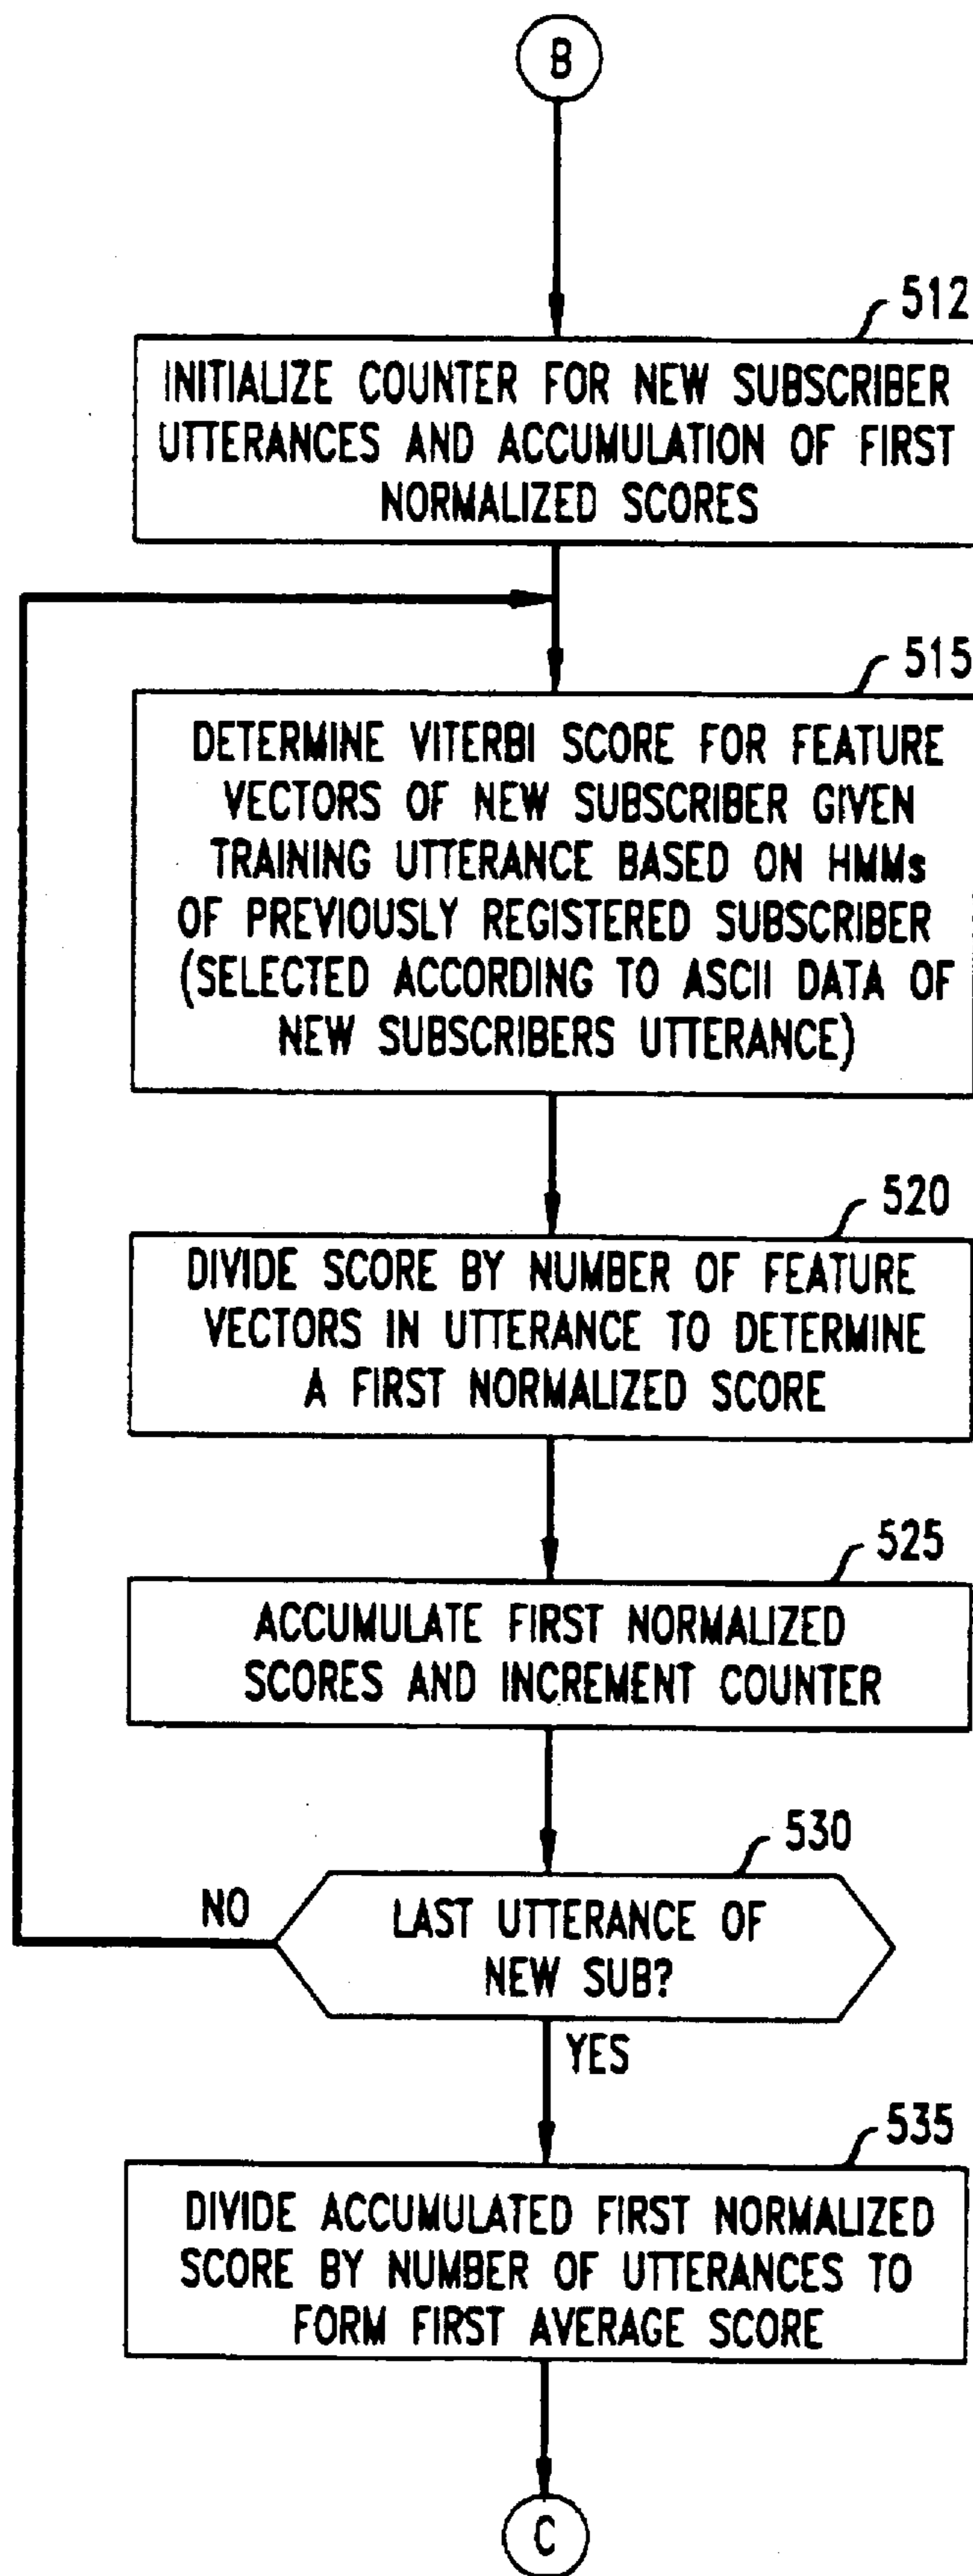 B
512
INITIALIZE COUNTER FOR NEW SUBSCRIBER
UTTERANCES AND ACCUMULATION OF FIRST
NORMALIZED SCORES
515
DETERMINE VITERBI SCORE FOR FEATURE
VECTORS OF NEW SUBSCRIBER GIVEN
TRAINING UTTERANCE BASED ON HMMs
OF PREVIOUSLY REGISTERED SUBSCRIBER
(SELECTED ACCORDING TO ASCII DATA OF
NEW SUBSCRIBERS UTTERANCE)
520
DIVIDE SCORE BY NUMBER OF FEATURE
VECTORS IN UTTERANCE TO DETERMINE
A FIRST NORMALIZED SCORE
525
ACCUMULATE FIRST NORMALIZED
SCORES AND INCREMENT COUNTER
530
NO
LAST UTTERANCE OF
NEW SUB?
YES
535
DIVIDE ACCUMULATED FIRST NORMALIZED
SCORE BY NUMBER OF UTTERANCES TO
FORM FIRST AVERAGE SCORE
C